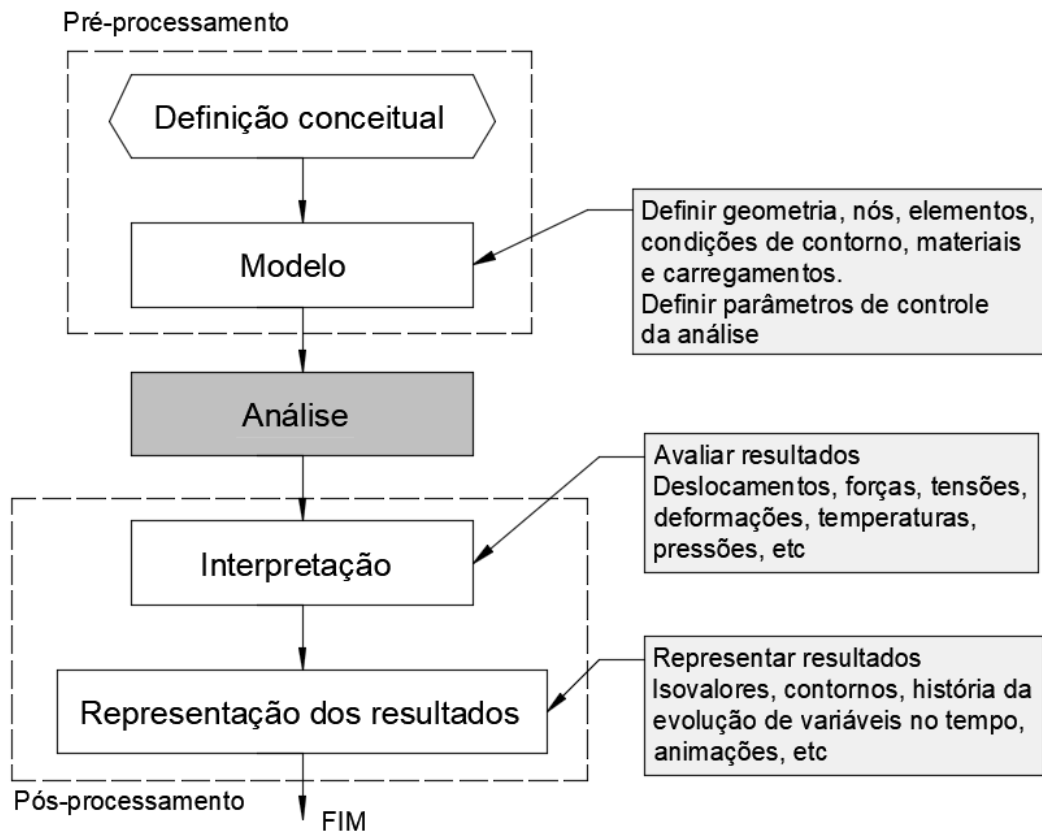 Pré-processamento
Definição conceitual
Modelo
Definir geometria, nós, elementos,
condições de contorno, materiais
e carregamentos.
Definir parâmetros de controle
da análise
Análise
Avaliar resultados
Deslocamentos, forças, tensões,
deformações, temperaturas,
pressões, etc
Interpretação
Representação dos resultados
Representar resultados
Isovalores, contornos, história da
evolução de variáveis no tempo,
animações, etc
Pós-processamento
FIM